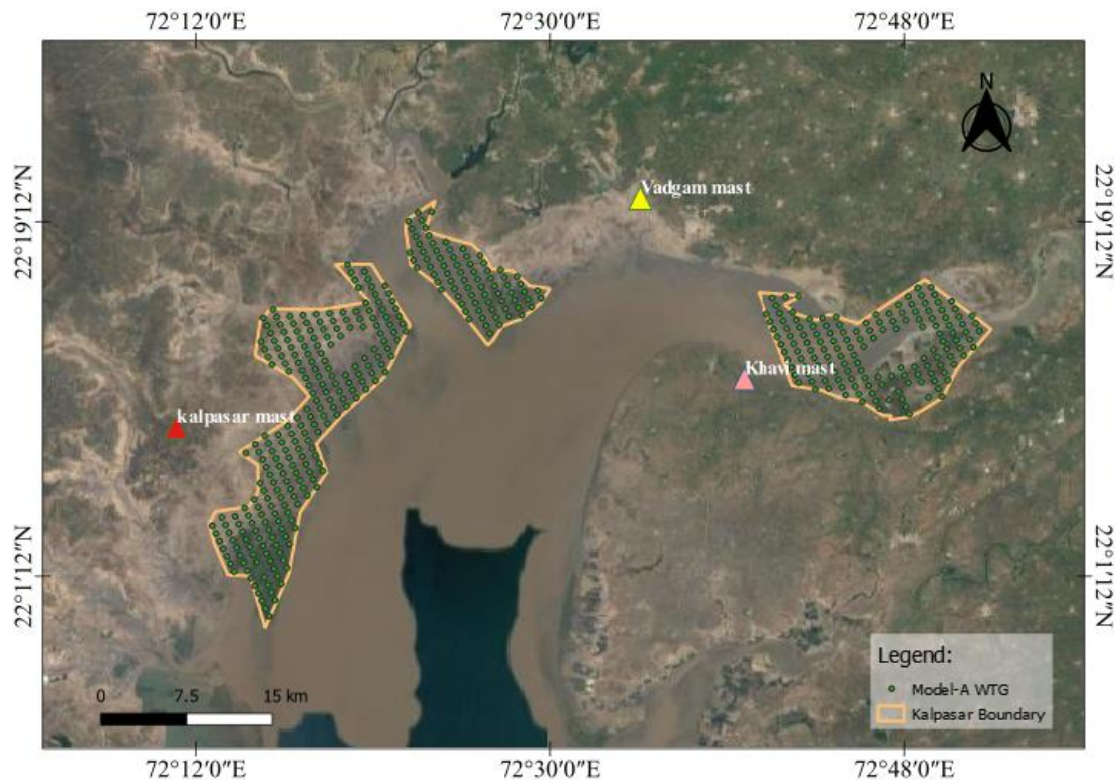 72°12′0″E 72°30′0″E 72°48′0″E
N
22°19′12″N 22°19′12″N
Vadgam mast
Khavi mast
kalpasar mast
22°1′12″N 22°1′12″N
Legend:
Model-A WTG
Kalpasar Boundary
0 7.5 15 km
72°12′0″E 72°30′0″E 72°48′0″E